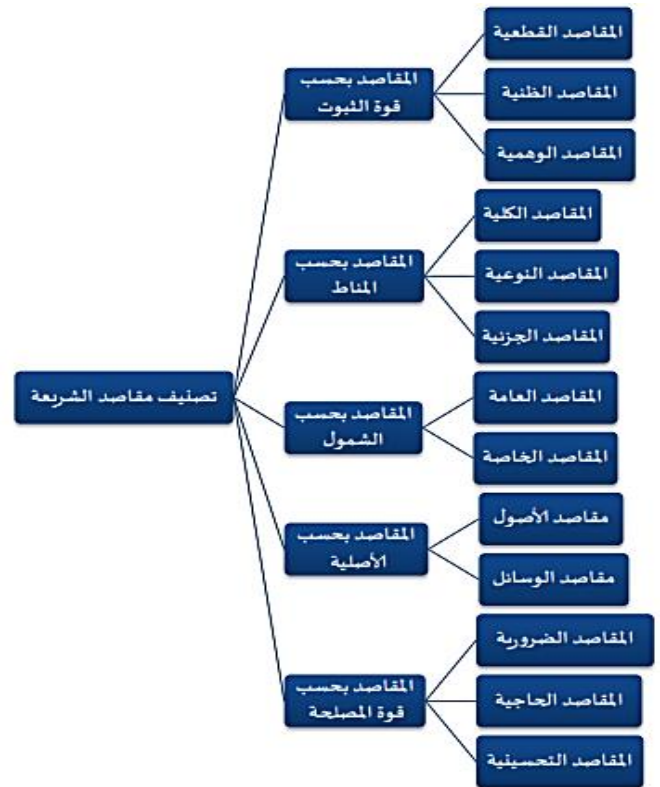 تصنيف مقاصد الشريعة
المقاصد بحسب
قوة الثبوت
المقاصد القطعية
المقاصد الظنية
المقاصد الوهمية
المقاصد بحسب
المناط
المقاصد الكلية
المقاصد النوعية
المقاصد الجزئية
المقاصد بحسب
الشمول
المقاصد العامة
المقاصد الخاصة
المقاصد بحسب
الأصلية
مقاصد الأصول
مقاصد الوسائل
المقاصد بحسب
قوة المصلحة
المقاصد الضرورية
المقاصد الحاجية
المقاصد التحسينية